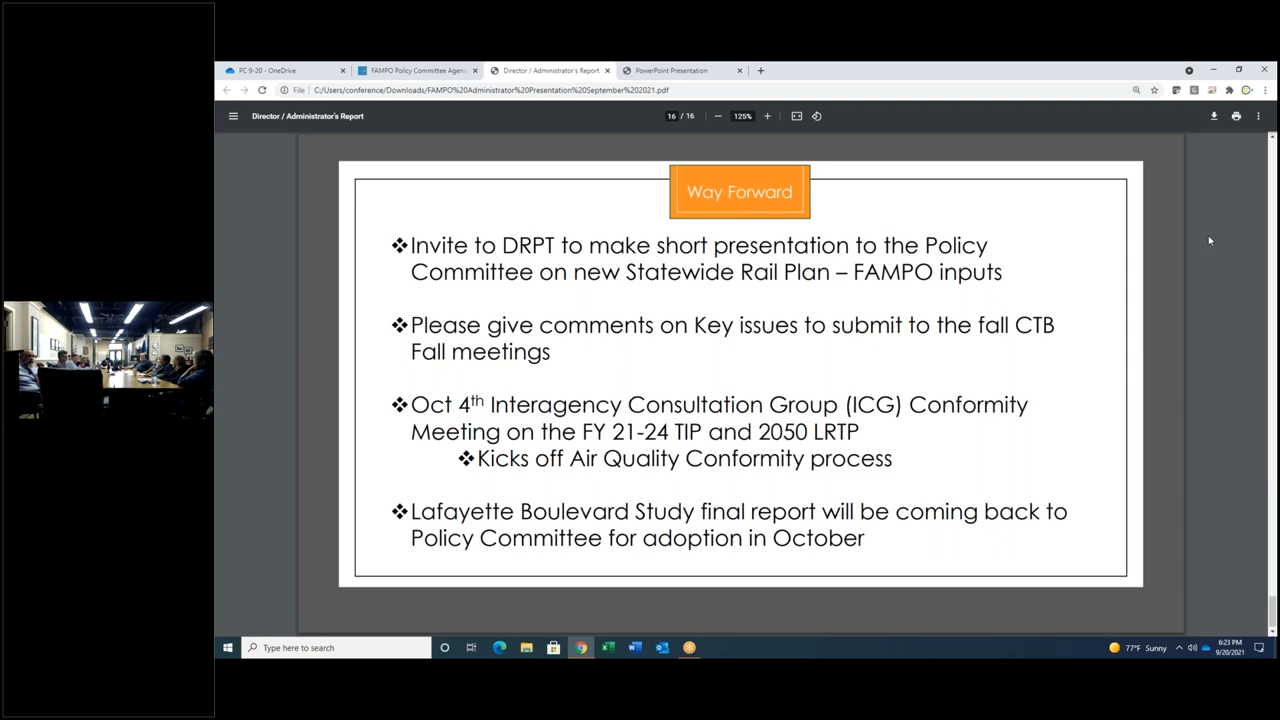 PC 9-20 - OneDrive
FAMPO Policy Committee Agen
Director / Administrator's Report
PowerPoint Presentation
File
C:/Users/conference/Downloads/FAMPO%20Administrator%20Presentation%20September%202021.pdf
Director / Administrator's Report
16 / 16
125%
Way Forward
❖Invite to DRPT to make short presentation to the Policy
Committee on new Statewide Rail Plan – FAMPO inputs
❖Please give comments on Key issues to submit to the fall CTB
Fall meetings
❖Oct 4th Interagency Consultation Group (ICG) Conformity
Meeting on the FY 21-24 TIP and 2050 LRTP
❖Kicks off Air Quality Conformity process
❖Lafayette Boulevard Study final report will be coming back to
Policy Committee for adoption in October
Type here to search
77°F Sunny
6:23 PM
9/20/2021